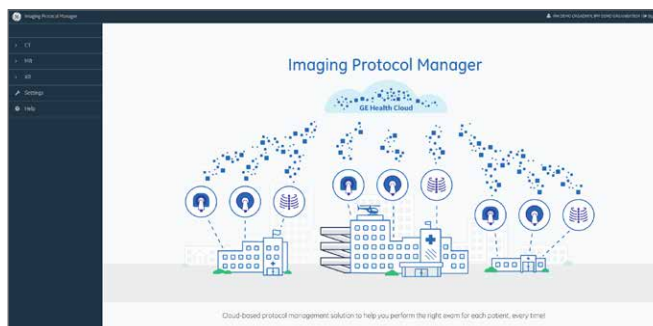 Imaging Protocol Manager
CT
MR
XR
Settings
Help
Imaging Protocol Manager
GE Health Cloud
Cloud-based protocol management solution to help you perform the right exam for each patient, every time!